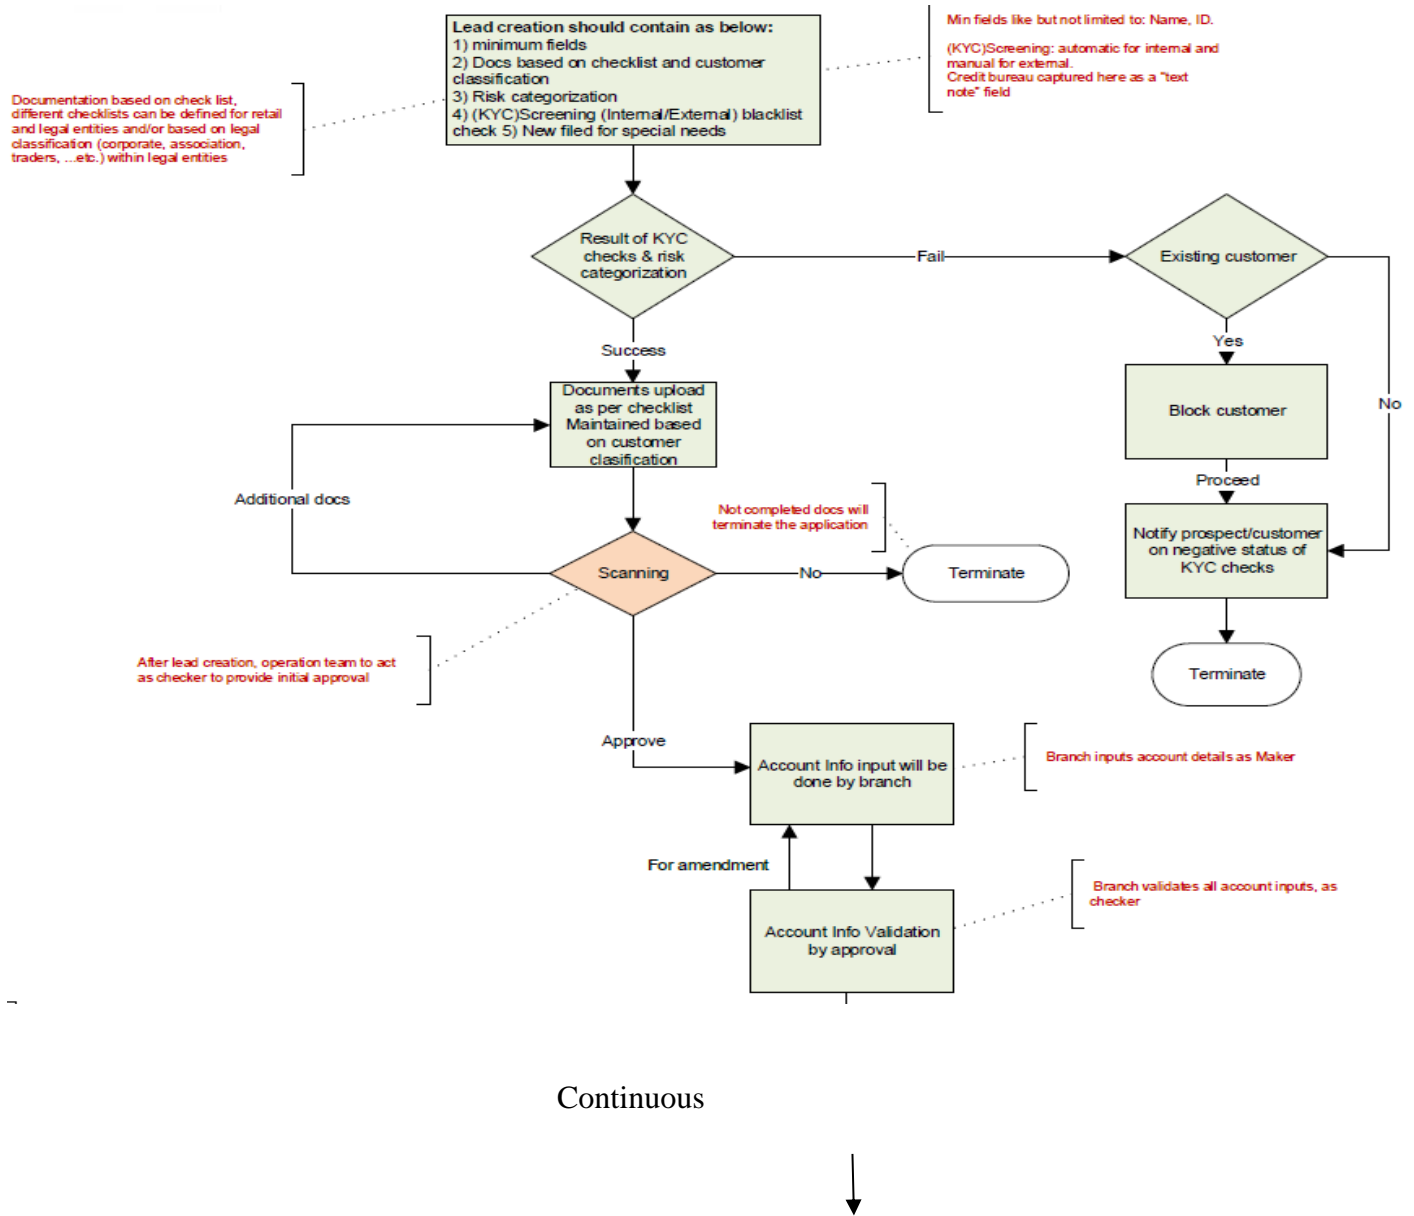 Lead creation should contain as below:
1) minimum fields
2) Docs based on checklist and customer
classification
3) Risk categorization
4) (KYC)Screening (Internal/External) blacklist
check 5) New filed for special needs
Min fields like but not limited to: Name, ID.
(KYC)Screening: automatic for internal and
manual for external.
Credit bureau captured here as a "text
note" field
Documentation based on check list,
different checklists can be defined for retail
and legal entities and/or based on legal
classification (corporate, association,
traders, ...etc.) within legal entities
Result of KYC
checks & risk
categorization
Fail
Existing customer
Success
Yes
No
Documents upload
as per checklist
Maintained based
on customer
clasification
Block customer
Additional docs
Proceed
Not completed docs will
terminate the application
Notify prospect/customer
on negative status of
KYC checks
Scanning
No
Terminate
After lead creation, operation team to act
as checker to provide initial approval
Terminate
Approve
Account Info input will be
done by branch
Branch inputs account details as Maker
For amendment
Branch validates all account inputs, as
checker
Account Info Validation
by approval
Continuous